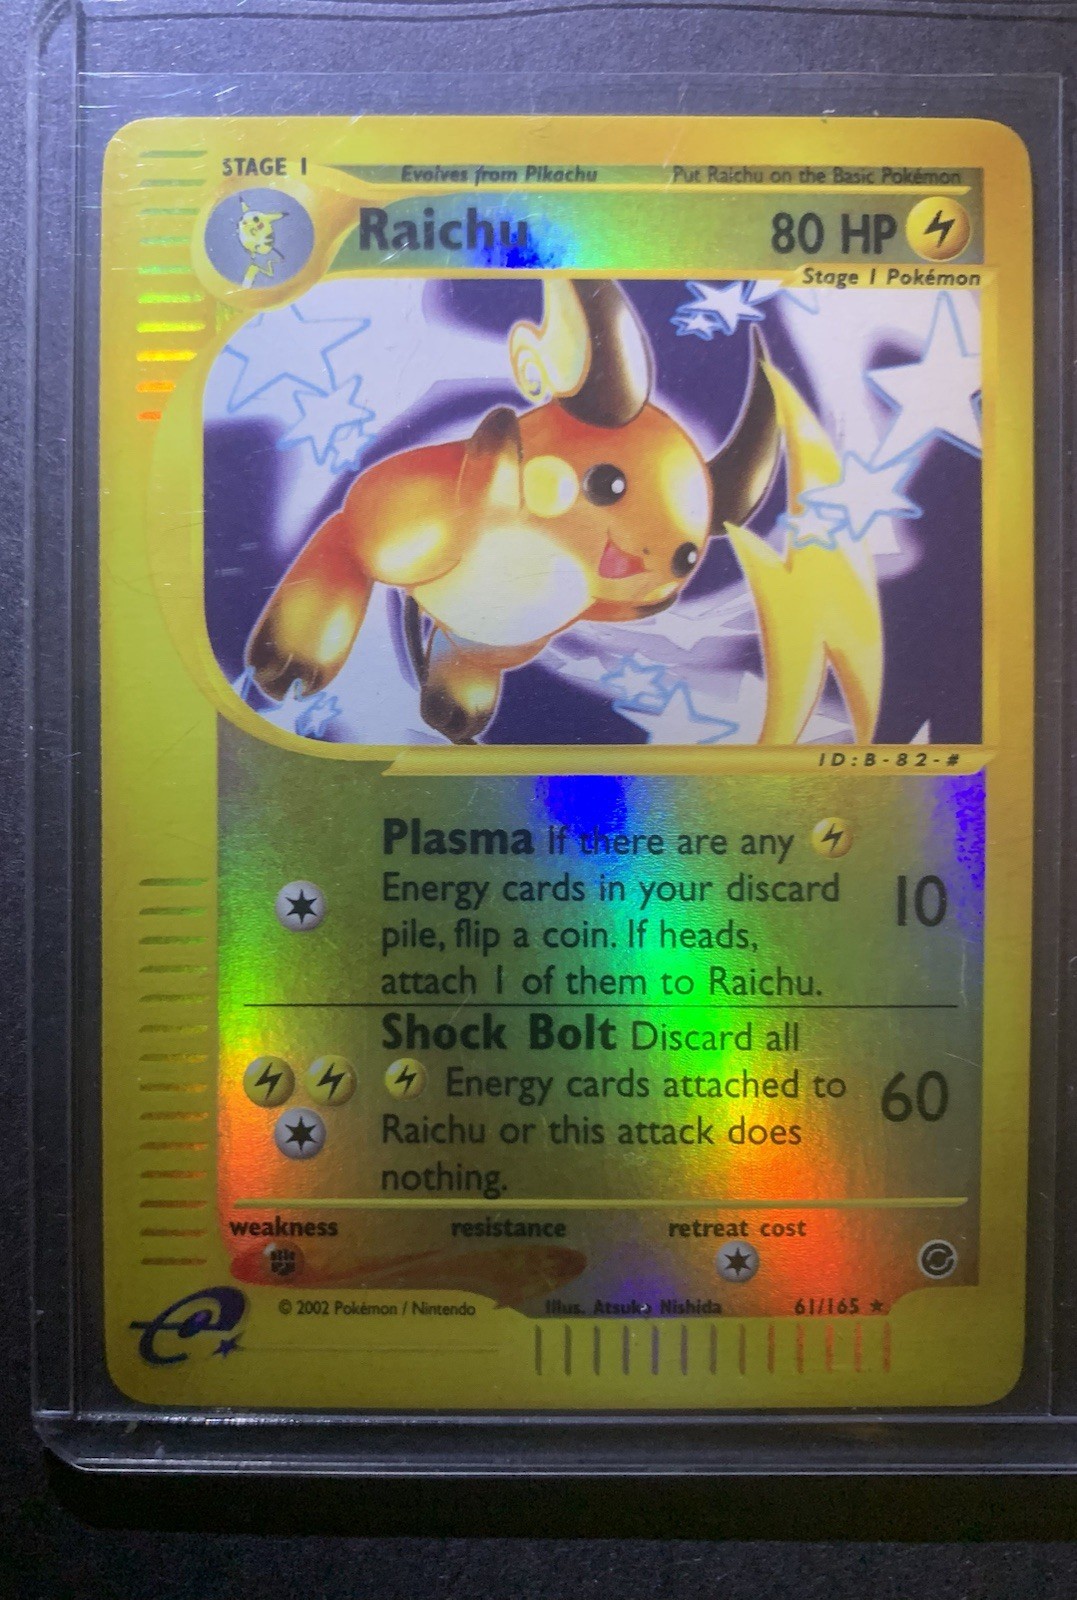 STAGE 1
Evolves from Pikachu Put Raichu on the Basic Pokémon
Raichu 80 HP
Stage 1 Pokémon
ID:B-82-#
Plasma If there are any
Energy cards in your discard 10
pile, flip a coin. If heads,
attach 1 of them to Raichu.
Shock Bolt Discard all
Energy cards attached to 60
Raichu or this attack does
nothing.
weakness resistance retreat cost
© 2002 Pokémon / Nintendo Illus. Atsuko Nishida 61/165 ★
e